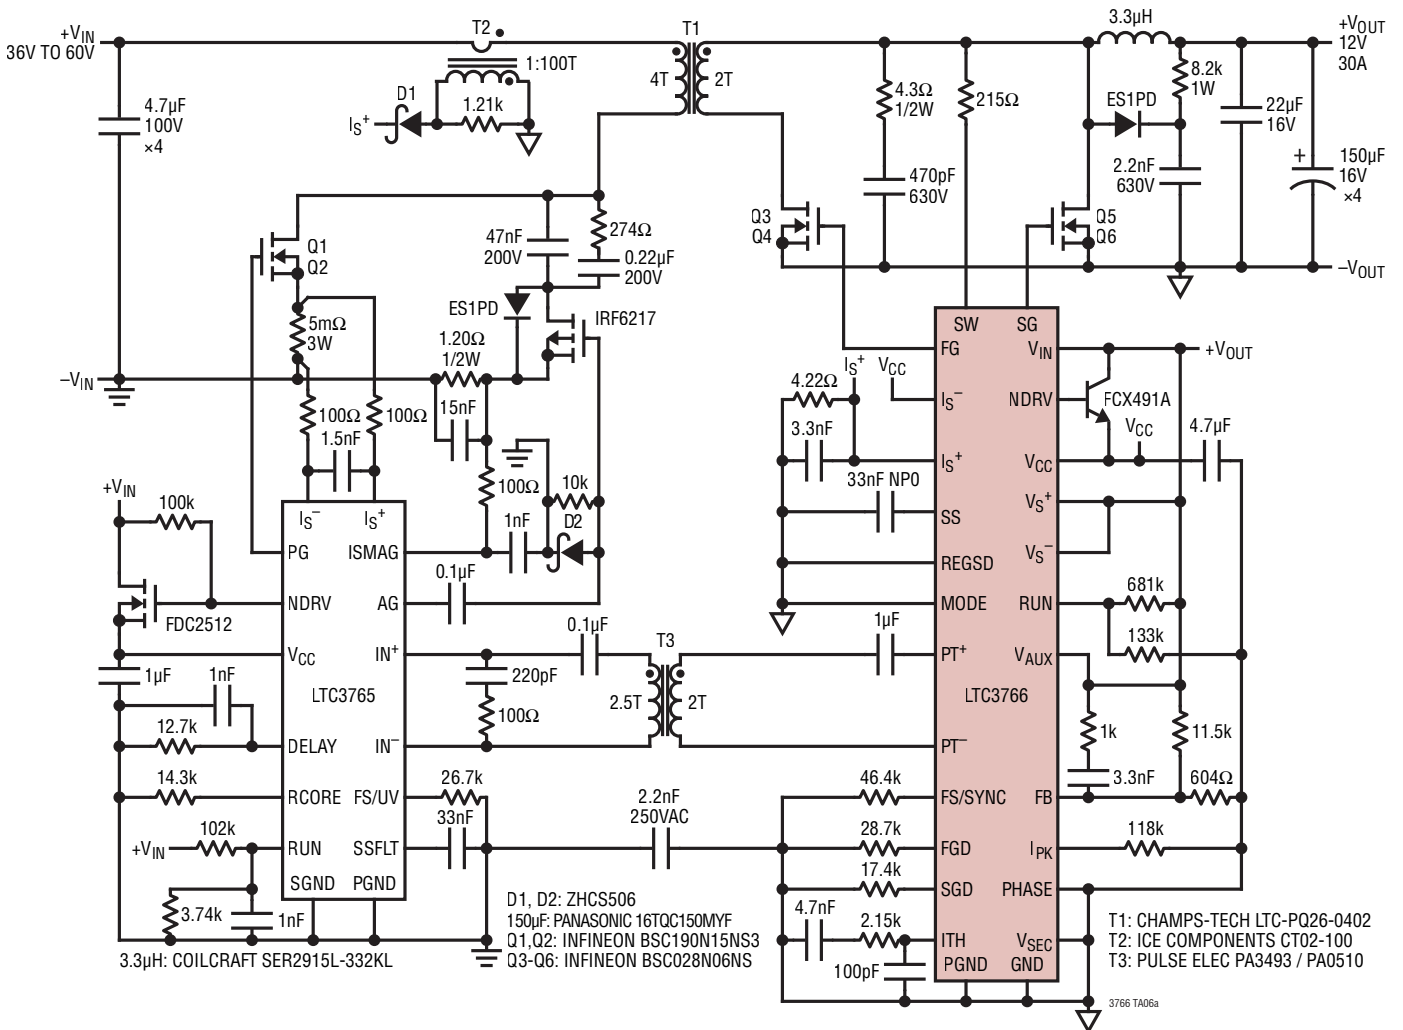 +VIN
36V TO 60V
T2
1:100T
T1
4T
2T
3.3µH
+VOUT
12V
30A
4.7µF
100V
×4
D1
IS+
1.21k
4.3Ω
1/2W
215Ω
8.2k
1W
ES1PD
22µF
16V
+
150µF
16V
×4
470pF
630V
2.2nF
630V
Q1
Q2
47nF
200V
274Ω
0.22µF
200V
Q3
Q4
Q5
Q6
–VOUT
5mΩ
3W
ES1PD
IRF6217
1.20Ω
1/2W
–VIN
100Ω
100Ω
1.5nF
15nF
100Ω
10k
1nF
D2
SW
SG
FG
VIN
+VOUT
IS+
VCC
4.22Ω
IS–
NDRV
FCX491A
3.3nF
VCC
4.7µF
IS+
VCC
33nF NP0
SS
VS+
VS–
REGSD
MODE
RUN
681k
133k
+VIN
100k
IS–
IS+
PG
ISMAG
0.1µF
NDRV
AG
FDC2512
0.1µF
T3
1µF
VCC
IN+
PT+
VAUX
1µF
1nF
LTC3765
220pF
2.5T
2T
LTC3766
100Ω
1k
11.5k
12.7k
DELAY
IN–
PT–
3.3nF
604Ω
14.3k
RCORE
FS/UV
26.7k
2.2nF
250VAC
46.4k
FS/SYNC
FB
33nF
102k
+VIN
RUN
SSFLT
28.7k
FGD
IPK
118k
SGND
PGND
17.4k
SGD
PHASE
3.74k
1nF
4.7nF
2.15k
ITH
VSEC
100pF
PGND
GND
3.3µH: COILCRAFT SER2915L-332KL
D1, D2: ZHCS506
150µF: PANASONIC 16TQC150MYF
Q1,Q2: INFINEON BSC190N15NS3
Q3-Q6: INFINEON BSC028N06NS
T1: CHAMPS-TECH LTC-PQ26-0402
T2: ICE COMPONENTS CT02-100
T3: PULSE ELEC PA3493 / PA0510
3766 TA06a